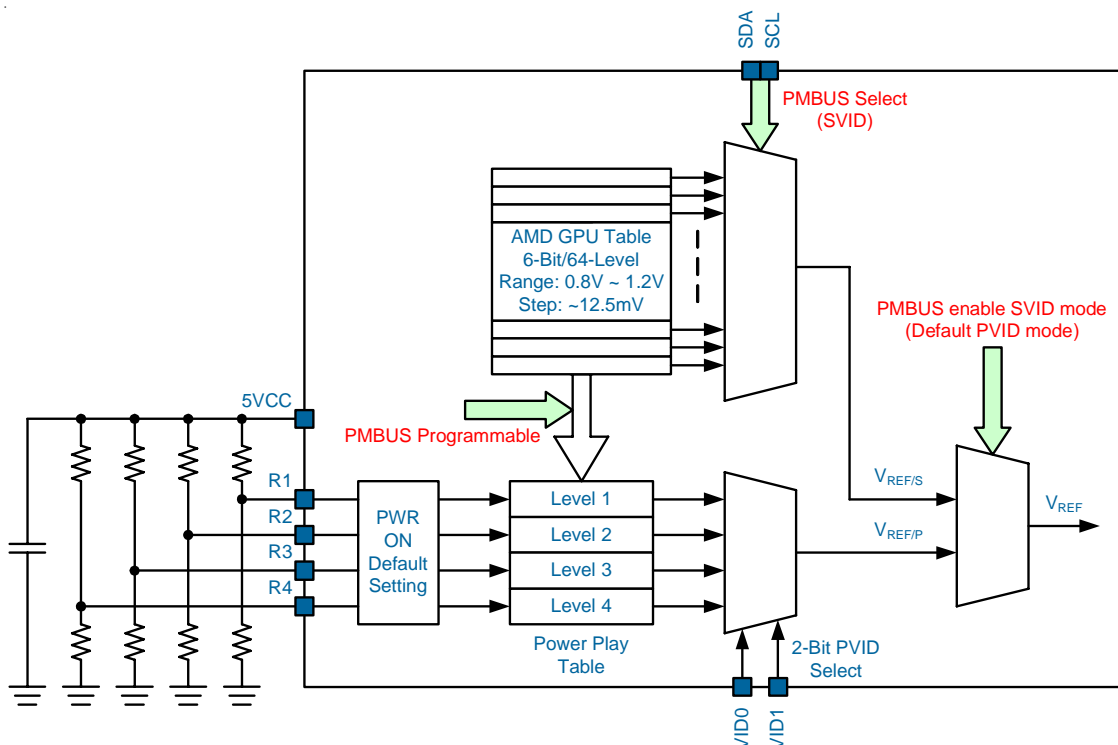 SDA
SCL
PMBUS Select
(SVID)
AMD GPU Table
6-Bit/64-Level
Range: 0.8V ~ 1.2V
Step: ~12.5mV
PMBUS enable SVID mode
(Default PVID mode)
5VCC
PMBUS Programmable
R1
R2
R3
R4
PWR
ON
Default
Setting
Level 1
Level 2
Level 3
Level 4
Power Play
Table
VREF/S
VREF/P
VREF
2-Bit PVID
Select
VID0
VID1